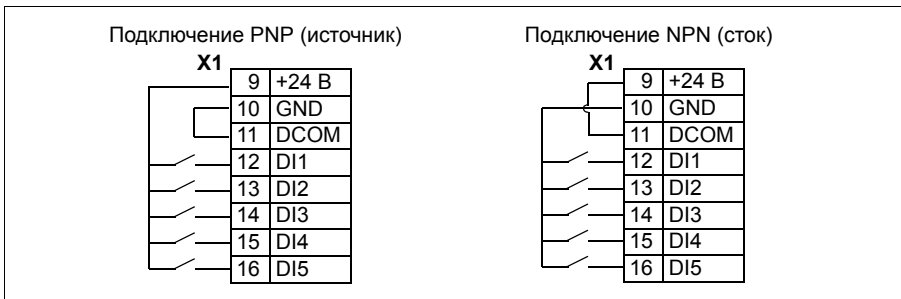 Подключение PNP (источник)
X1
9 +24 В
10 GND
11 DCOM
12 DI1
13 DI2
14 DI3
15 DI4
16 DI5
Подключение NPN (сток)
X1
9 +24 В
10 GND
11 DCOM
12 DI1
13 DI2
14 DI3
15 DI4
16 DI5